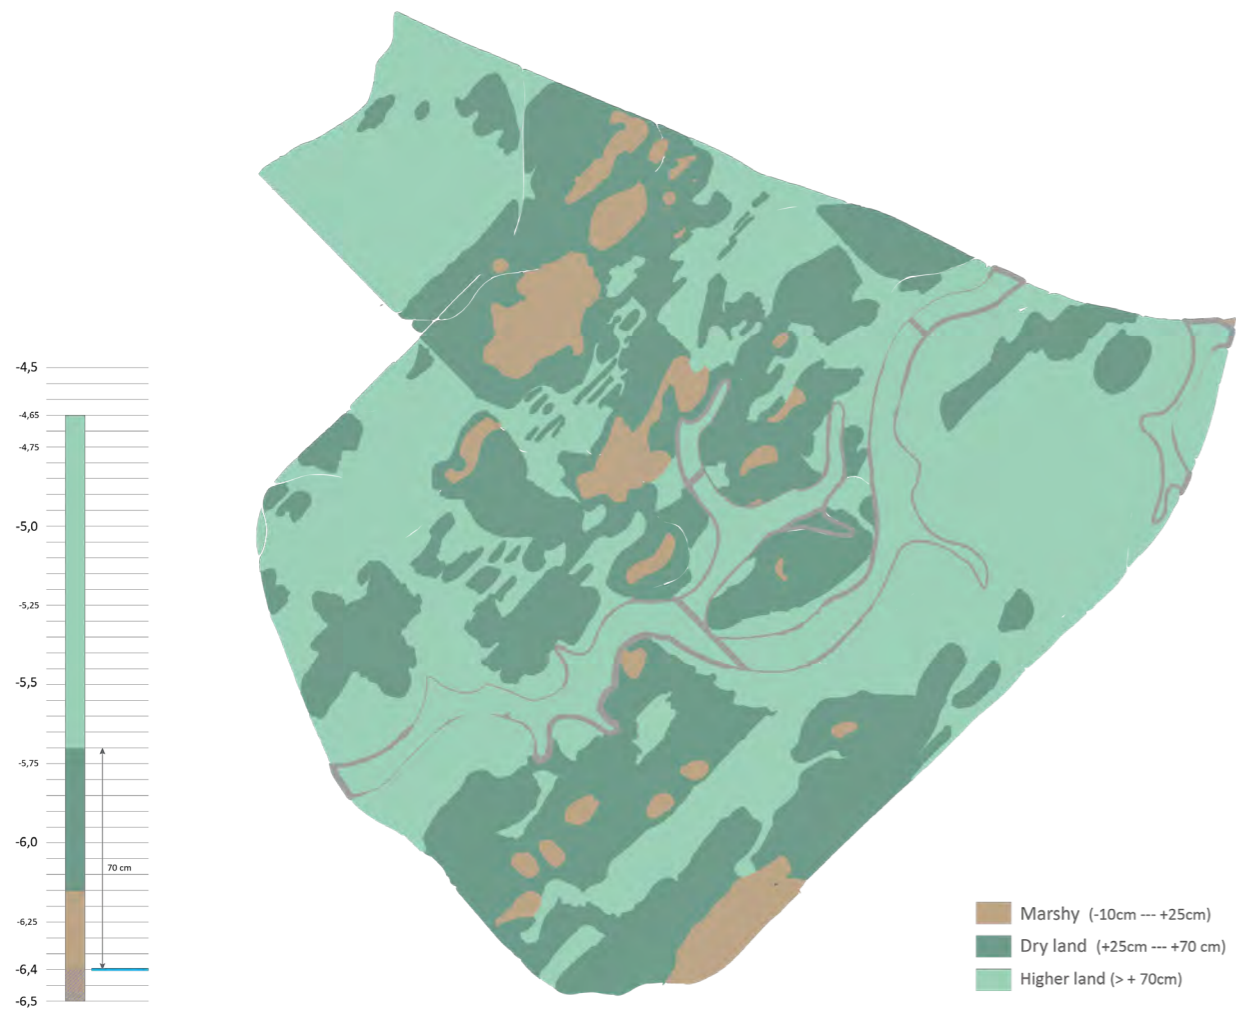 -4,5
-4,65
-4,75
-5,0
-5,25
-5,5
-5,75
-6,0
70 cm
-6,25
-6,4
-6,5
Marshy (-10cm --- +25cm)
Dry land (+25cm --- +70 cm)
Higher land (> + 70cm)